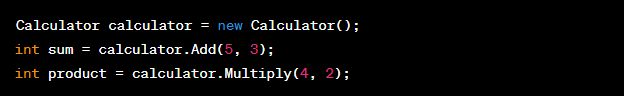 Calculator calculator = new Calculator();
int sum = calculator.Add(5, 3);
int product = calculator.Multiply(4, 2);